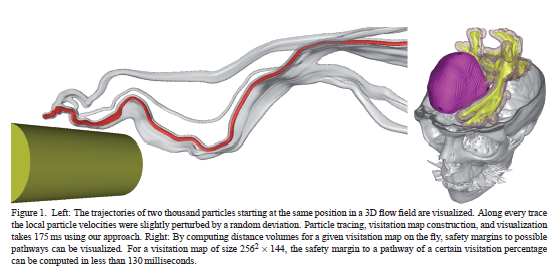 Figure 1. Left: The trajectories of two thousand particles starting at the same position in a 3D flow field are visualized. Along every trace
the local particle velocities were slightly perturbed by a random deviation. Particle tracing, visitation map construction, and visualization
takes 175 ms using our approach. Right: By computing distance volumes for a given visitation map on the fly, safety margins to possible
pathways can be visualized. For a visitation map of size 256² × 144, the safety margin to a pathway of a certain visitation percentage
can be computed in less than 130 milliseconds.